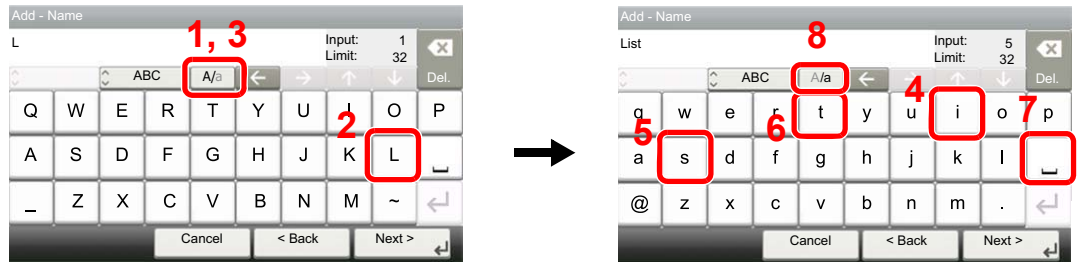 Add - Name
L
Input: 1
Limit: 32
1, 3
ABC A/a Del.
Q W E R T Y U I O P
2
A S D F G H J K L
_ Z X C V B N M ~
Cancel < Back Next >
Add - Name
List
Input: 5
Limit: 32
8
ABC A/a Del.
4
q w e r t y u i o p
5 6 7
a s d f g h j k l
@ z x c v b n m .
Cancel < Back Next >